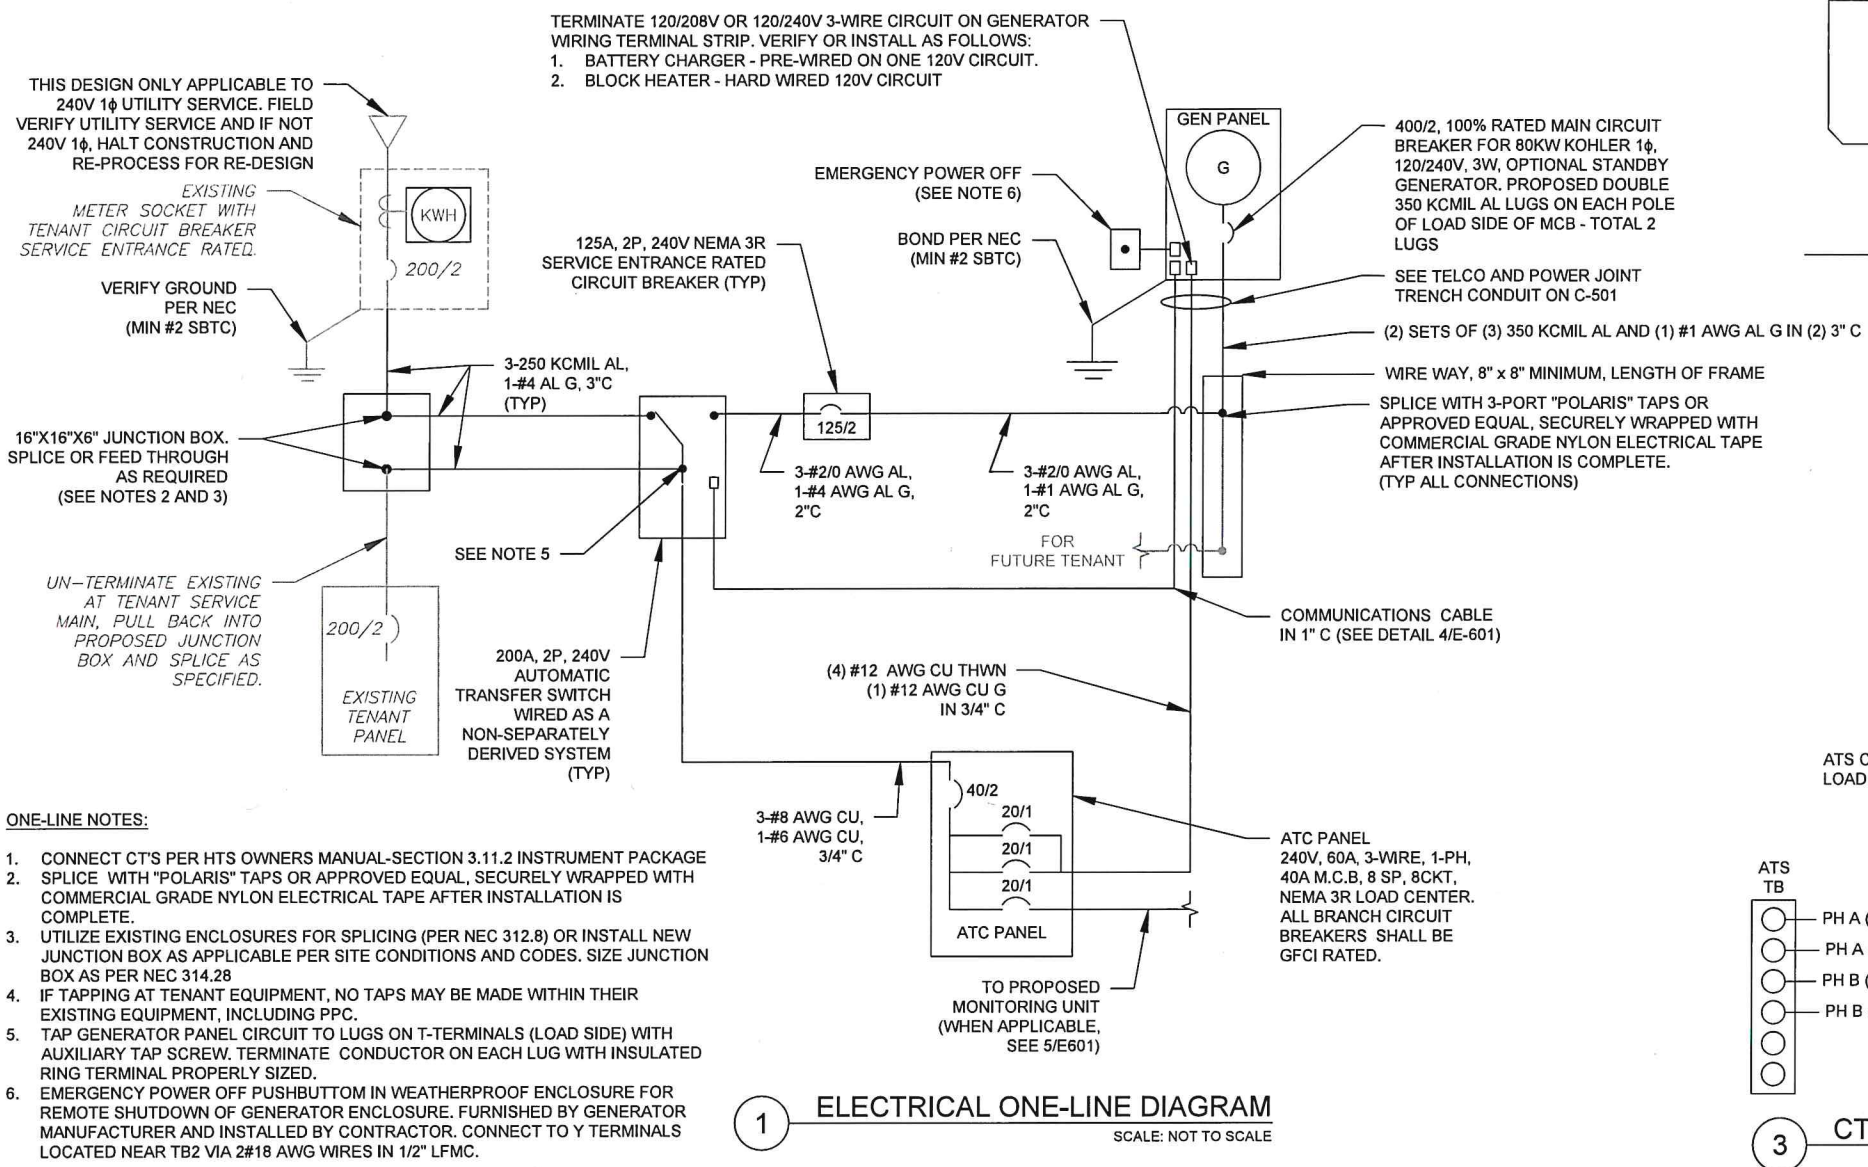 TERMINATE 120/208V OR 120/240V 3-WIRE CIRCUIT ON GENERATOR
WIRING TERMINAL STRIP. VERIFY OR INSTALL AS FOLLOWS:
1. BATTERY CHARGER - PRE-WIRED ON ONE 120V CIRCUIT.
2. BLOCK HEATER - HARD WIRED 120V CIRCUIT
THIS DESIGN ONLY APPLICABLE TO
240V 1ϕ UTILITY SERVICE. FIELD
VERIFY UTILITY SERVICE AND IF NOT
240V 1ϕ, HALT CONSTRUCTION AND
RE-PROCESS FOR RE-DESIGN
EXISTING
METER SOCKET WITH
TENANT CIRCUIT BREAKER
SERVICE ENTRANCE RATED.
KWH
200/2
VERIFY GROUND
PER NEC
(MIN #2 SBTC)
125A, 2P, 240V NEMA 3R
SERVICE ENTRANCE RATED
CIRCUIT BREAKER (TYP)
EMERGENCY POWER OFF
(SEE NOTE 6)
BOND PER NEC
(MIN #2 SBTC)
GEN PANEL
G
400/2, 100% RATED MAIN CIRCUIT
BREAKER FOR 80KW KOHLER 1ϕ,
120/240V, 3W, OPTIONAL STANDBY
GENERATOR. PROPOSED DOUBLE
350 KCMIL AL LUGS ON EACH POLE
OF LOAD SIDE OF MCB - TOTAL 2
LUGS
SEE TELCO AND POWER JOINT
TRENCH CONDUIT ON C-501
(2) SETS OF (3) 350 KCMIL AL AND (1) #1 AWG AL G IN (2) 3" C
WIRE WAY, 8" x 8" MINIMUM, LENGTH OF FRAME
SPLICE WITH 3-PORT "POLARIS" TAPS OR
APPROVED EQUAL, SECURELY WRAPPED WITH
COMMERCIAL GRADE NYLON ELECTRICAL TAPE
AFTER INSTALLATION IS COMPLETE.
(TYP ALL CONNECTIONS)
3-250 KCMIL AL,
1-#4 AL G, 3"C
(TYP)
16"X16"X6" JUNCTION BOX.
SPLICE OR FEED THROUGH
AS REQUIRED
(SEE NOTES 2 AND 3)
125/2
3-#2/0 AWG AL,
1-#4 AWG AL G,
2"C
3-#2/0 AWG AL,
1-#1 AWG AL G,
2"C
SEE NOTE 5
FOR
FUTURE TENANT
UN-TERMINATE EXISTING
AT TENANT SERVICE
MAIN, PULL BACK INTO
PROPOSED JUNCTION
BOX AND SPLICE AS
SPECIFIED.
200/2
EXISTING
TENANT
PANEL
200A, 2P, 240V
AUTOMATIC
TRANSFER SWITCH
WIRED AS A
NON-SEPARATELY
DERIVED SYSTEM
(TYP)
COMMUNICATIONS CABLE
IN 1" C (SEE DETAIL 4/E-601)
(4) #12 AWG CU THWN
(1) #12 AWG CU G
IN 3/4" C
3-#8 AWG CU,
1-#6 AWG CU,
3/4" C
40/2
20/1
20/1
20/1
ATC PANEL
ATC PANEL
240V, 60A, 3-WIRE, 1-PH,
40A M.C.B, 8 SP, 8CKT,
NEMA 3R LOAD CENTER.
ALL BRANCH CIRCUIT
BREAKERS SHALL BE
GFCI RATED.
TO PROPOSED
MONITORING UNIT
(WHEN APPLICABLE,
SEE 5/E601)
ONE-LINE NOTES:
1. CONNECT CT'S PER HTS OWNERS MANUAL-SECTION 3.11.2 INSTRUMENT PACKAGE
2. SPLICE WITH "POLARIS" TAPS OR APPROVED EQUAL, SECURELY WRAPPED WITH
COMMERCIAL GRADE NYLON ELECTRICAL TAPE AFTER INSTALLATION IS
COMPLETE.
3. UTILIZE EXISTING ENCLOSURES FOR SPLICING (PER NEC 312.8) OR INSTALL NEW
JUNCTION BOX AS APPLICABLE PER SITE CONDITIONS AND CODES. SIZE JUNCTION
BOX AS PER NEC 314.28
4. IF TAPPING AT TENANT EQUIPMENT, NO TAPS MAY BE MADE WITHIN THEIR
EXISTING EQUIPMENT, INCLUDING PPC.
5. TAP GENERATOR PANEL CIRCUIT TO LUGS ON T-TERMINALS (LOAD SIDE) WITH
AUXILIARY TAP SCREW. TERMINATE CONDUCTOR ON EACH LUG WITH INSULATED
RING TERMINAL PROPERLY SIZED.
6. EMERGENCY POWER OFF PUSHBUTTOM IN WEATHERPROOF ENCLOSURE FOR
REMOTE SHUTDOWN OF GENERATOR ENCLOSURE. FURNISHED BY GENERATOR
MANUFACTURER AND INSTALLED BY CONTRACTOR. CONNECT TO Y TERMINALS
LOCATED NEAR TB2 VIA 2#18 AWG WIRES IN 1/2" LFMC.
1
ELECTRICAL ONE-LINE DIAGRAM
SCALE: NOT TO SCALE
ATS
LOAD
ATS
TB
PH A (
PH A
PH B (
PH B
3
CT